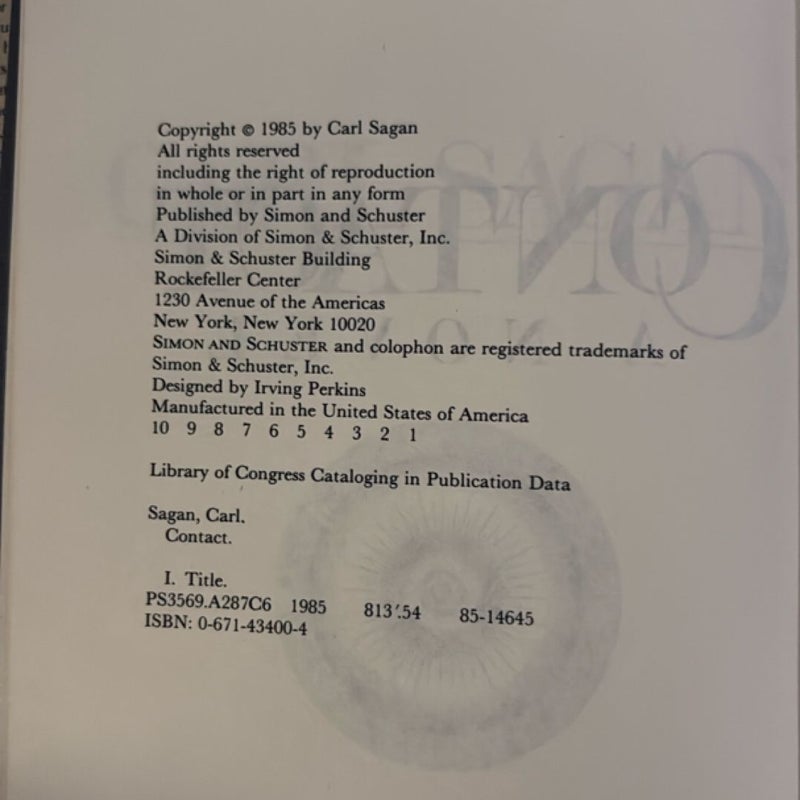 Copyright © 1985 by Carl Sagan
All rights reserved
including the right of reproduction
in whole or in part in any form
Published by Simon and Schuster
A Division of Simon & Schuster, Inc.
Simon & Schuster Building
Rockefeller Center
1230 Avenue of the Americas
New York, New York 10020
SIMON AND SCHUSTER and colophon are registered trademarks of
Simon & Schuster, Inc.
Designed by Irving Perkins
Manufactured in the United States of America
10 9 8 7 6 5 4 3 2 1
Library of Congress Cataloging in Publication Data
Sagan, Carl.
Contact.
I. Title.
PS3569.A287C6 1985 813′.54 85-14645
ISBN: 0-671-43400-4